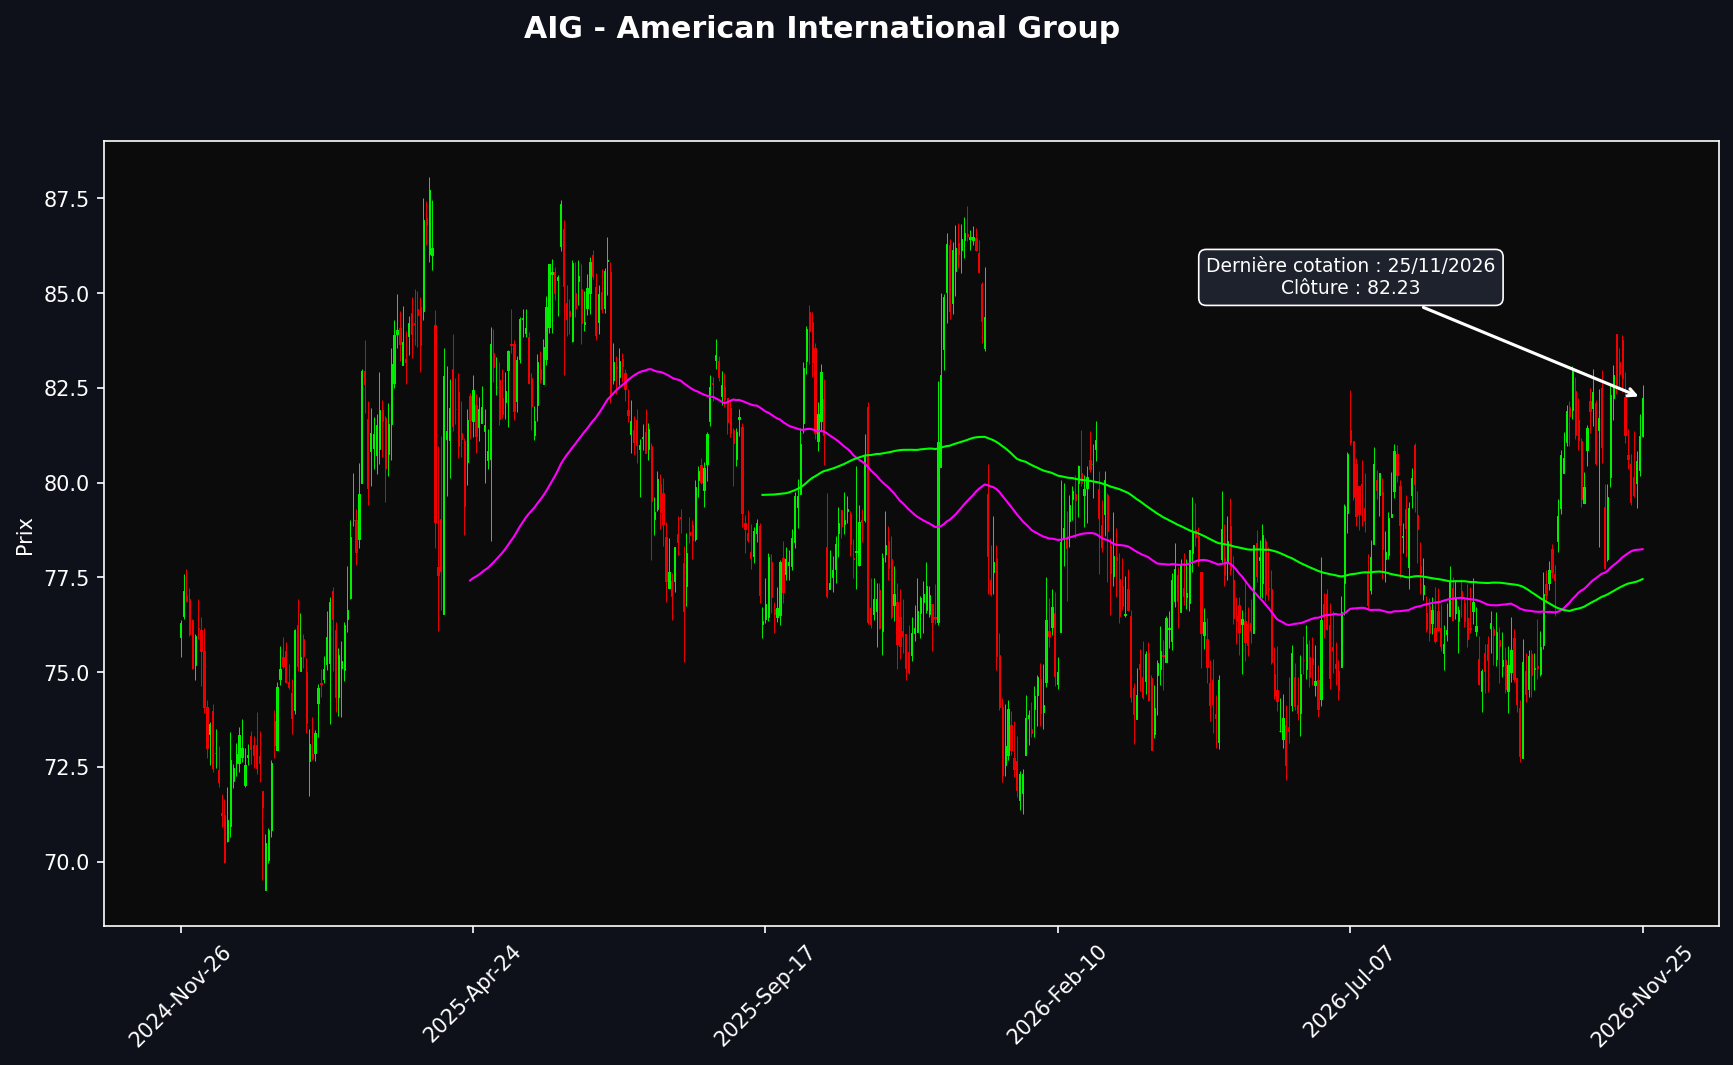 AIG - American International Group
Prix
87.5
85.0
82.5
80.0
77.5
75.0
72.5
70.0
Dernière cotation : 25/11/2026
Clôture : 82.23
2024-Nov-26
2025-Apr-24
2025-Sep-17
2026-Feb-10
2026-Jul-07
2026-Nov-25